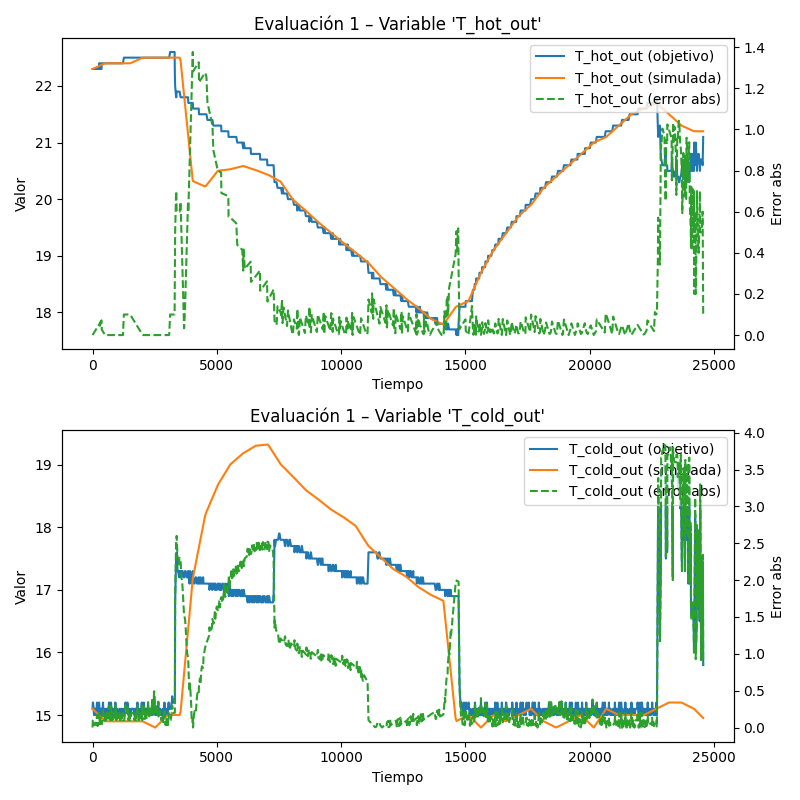 Evaluación 1 – Variable 'T_hot_out'
T_hot_out (objetivo)
T_hot_out (simulada)
T_hot_out (error abs)
Valor
22
21
20
19
18
1.4
1.2
1.0
0.8
0.6
0.4
0.2
0.0
Error abs
0 5000 10000 15000 20000 25000
Tiempo
Evaluación 1 – Variable 'T_cold_out'
T_cold_out (objetivo)
T_cold_out (simulada)
T_cold_out (error abs)
Valor
19
18
17
16
15
4.0
3.5
3.0
2.5
2.0
1.5
1.0
0.5
0.0
Error abs
0 5000 10000 15000 20000 25000
Tiempo